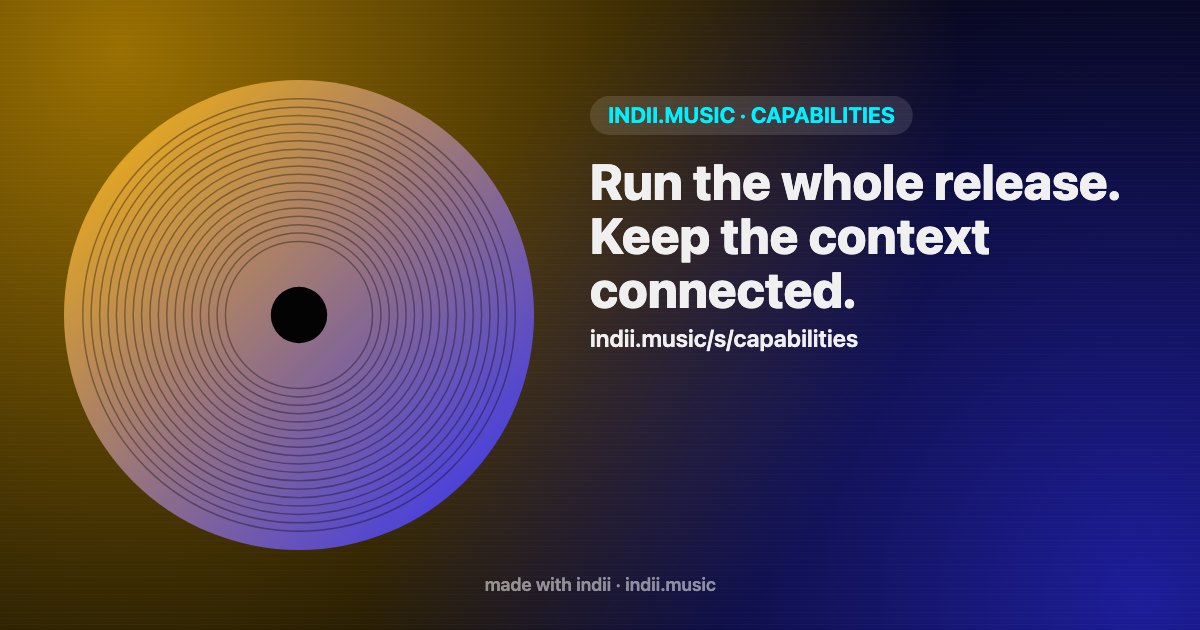 INDII.MUSIC · CAPABILITIES
Run the whole release.
Keep the context
connected.
indii.music/s/capabilities
made with indii · indii.music